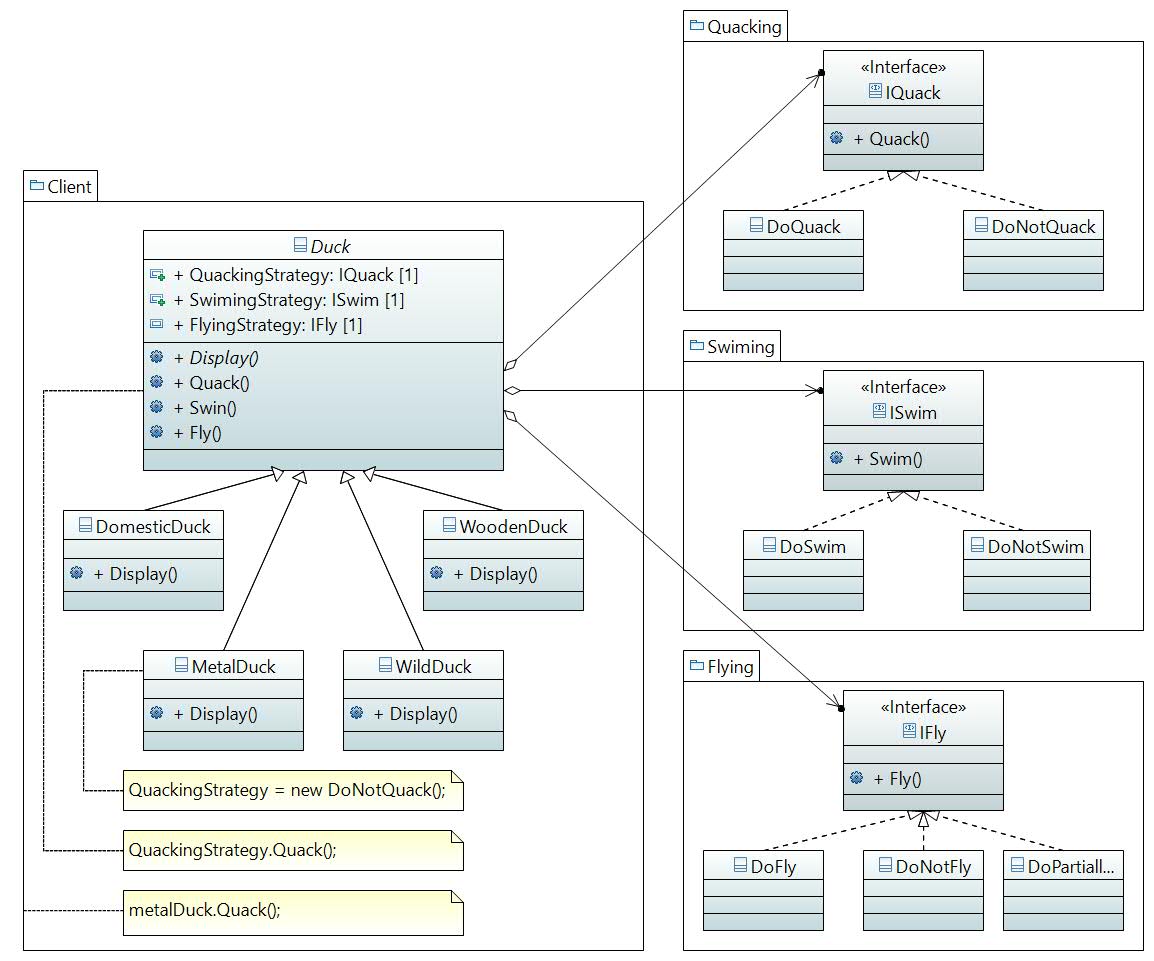 Client
Duck
+ QuackingStrategy: IQuack [1]
+ SwimingStrategy: ISwim [1]
+ FlyingStrategy: IFly [1]
+ Display()
+ Quack()
+ Swin()
+ Fly()
DomesticDuck
+ Display()
WoodenDuck
+ Display()
MetalDuck
+ Display()
WildDuck
+ Display()
QuackingStrategy = new DoNotQuack();
QuackingStrategy.Quack();
metalDuck.Quack();
Quacking
«Interface»
IQuack
+ Quack()
DoQuack
DoNotQuack
Swiming
«Interface»
ISwim
+ Swim()
DoSwim
DoNotSwim
Flying
«Interface»
IFly
+ Fly()
DoFly
DoNotFly
DoPartiall...